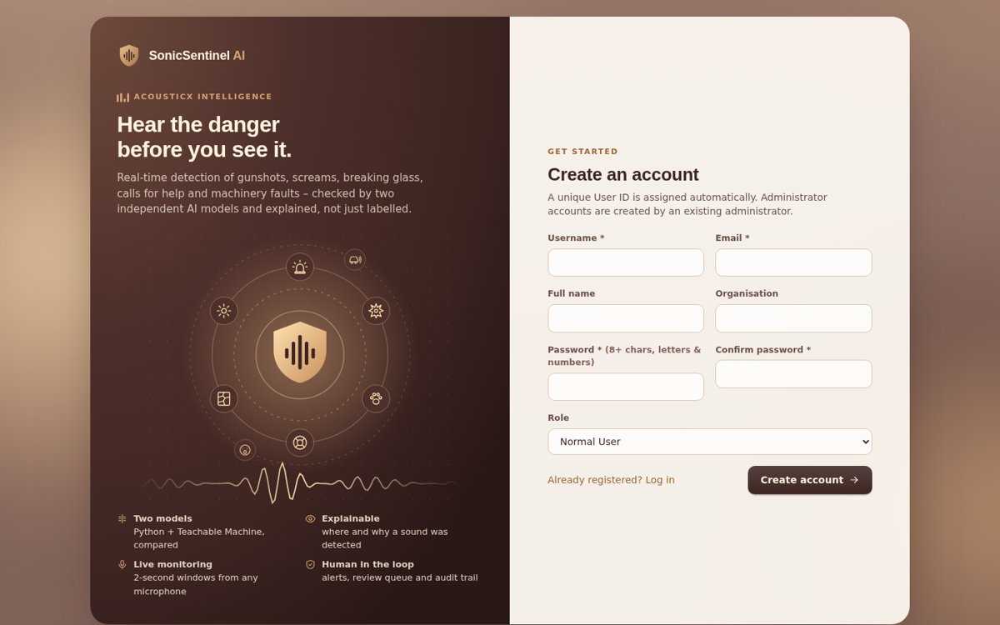 SonicSentinel AI
ACOUSTICX INTELLIGENCE
Hear the danger
before you see it.
Real-time detection of gunshots, screams, breaking glass,
calls for help and machinery faults – checked by two
independent AI models and explained, not just labelled.
Two models
Python + Teachable Machine,
compared
Explainable
where and why a sound was
detected
Live monitoring
2-second windows from any
microphone
Human in the loop
alerts, review queue and audit trail
GET STARTED
Create an account
A unique User ID is assigned automatically. Administrator
accounts are created by an existing administrator.
Username *
Email *
Full name
Organisation
Password * (8+ chars, letters &
numbers)
Confirm password *
Role
Normal User
Already registered? Log in
Create account →